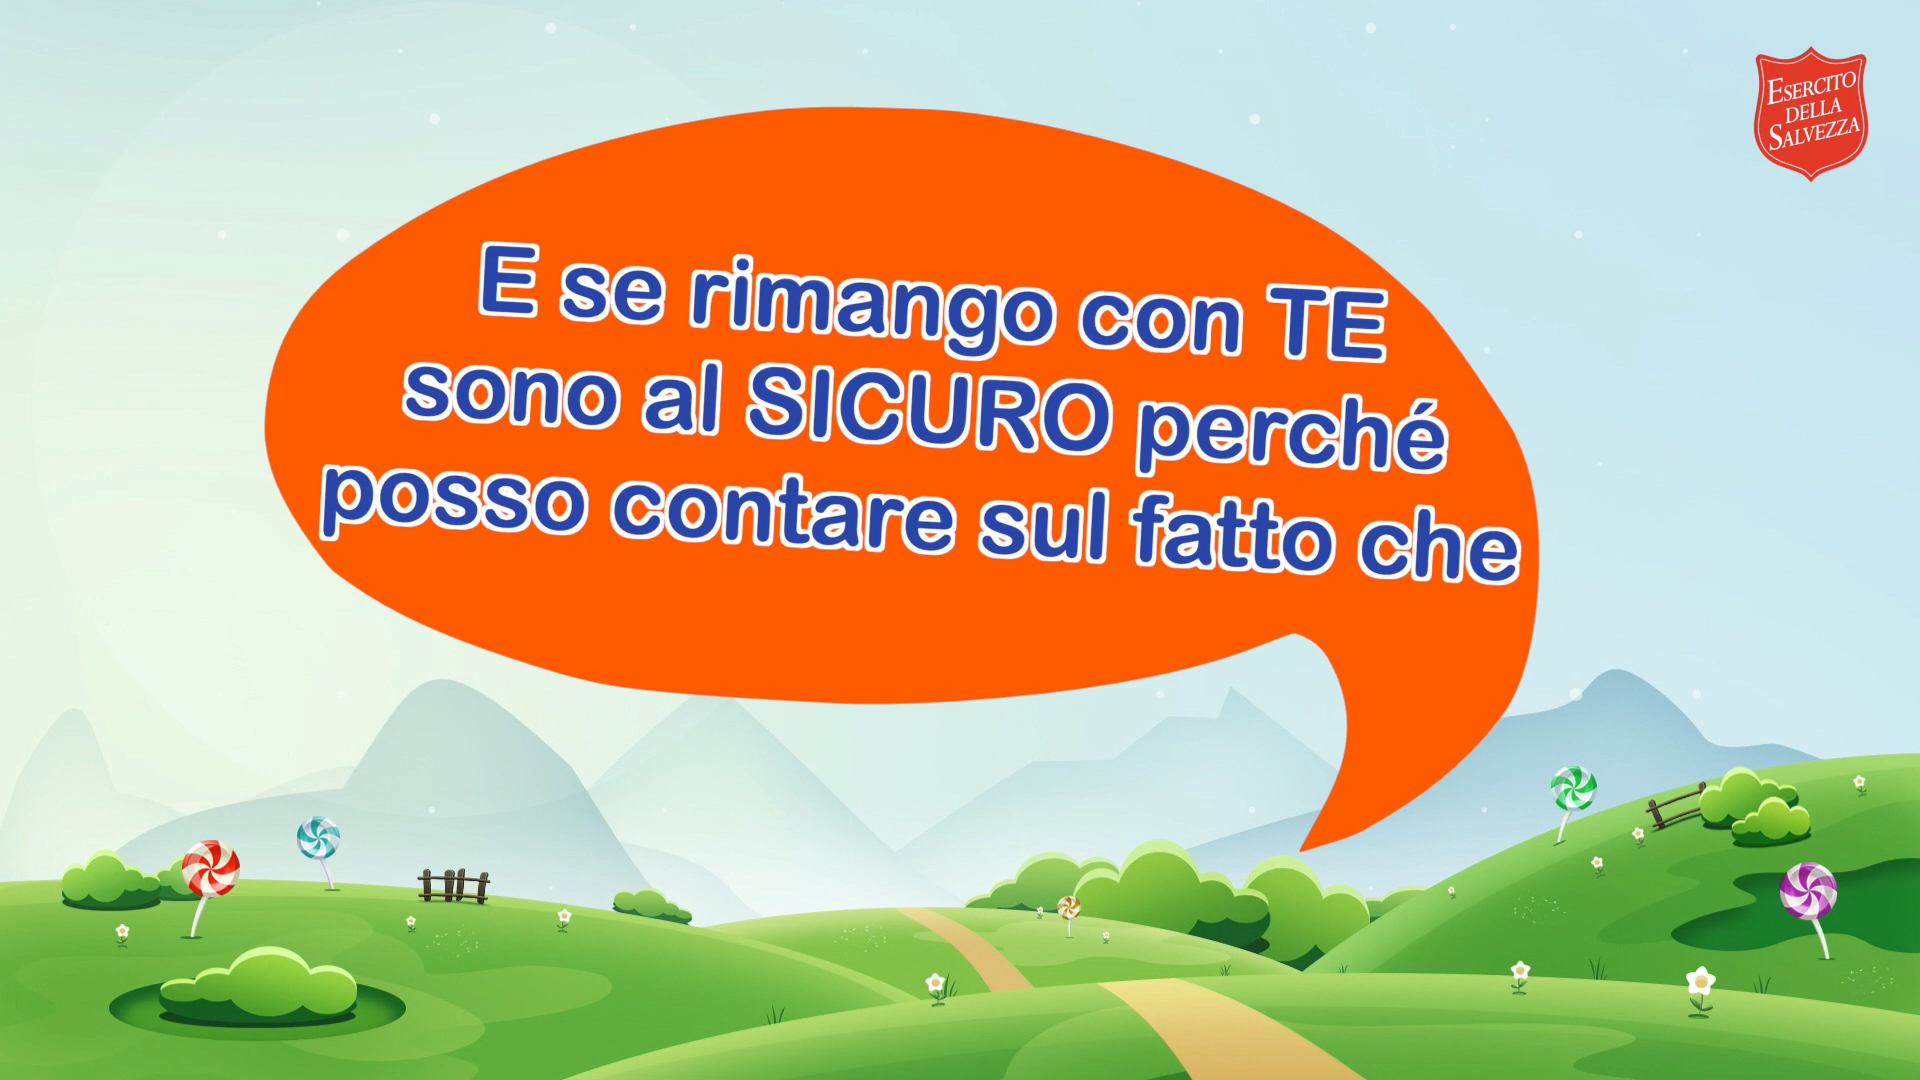 E se rimango con TE
sono al SICURO perché
posso contare sul fatto che
ESERCITO
DELLA
SALVEZZA